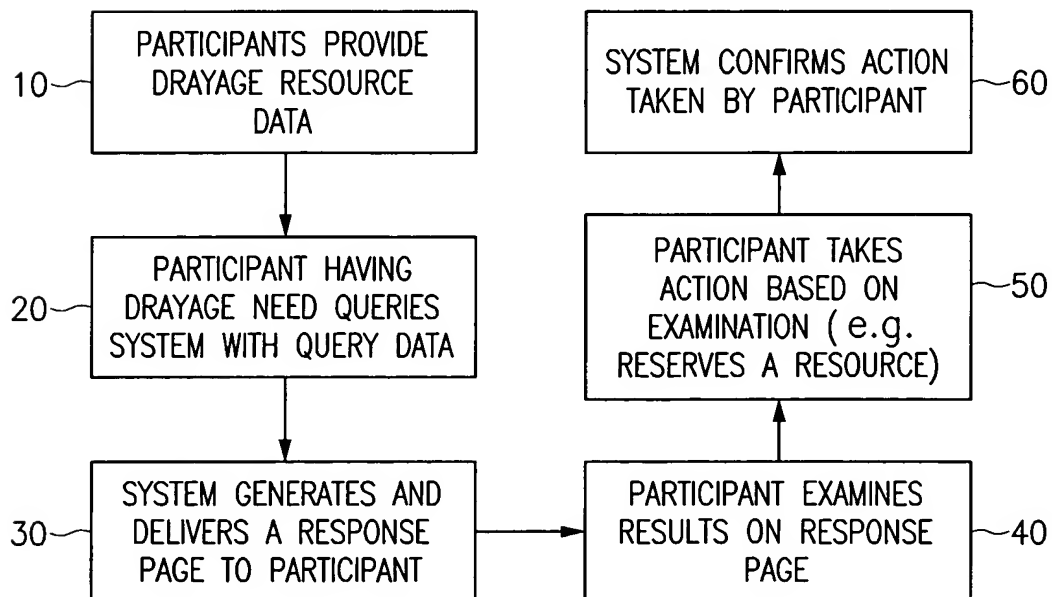 10
PARTICIPANTS PROVIDE
DRAYAGE RESOURCE
DATA
20
PARTICIPANT HAVING
DRAYAGE NEED QUERIES
SYSTEM WITH QUERY DATA
30
SYSTEM GENERATES AND
DELIVERS A RESPONSE
PAGE TO PARTICIPANT
PARTICIPANT EXAMINES
RESULTS ON RESPONSE
PAGE
40
PARTICIPANT TAKES
ACTION BASED ON
EXAMINATION (e.g.
RESERVES A RESOURCE)
50
SYSTEM CONFIRMS ACTION
TAKEN BY PARTICIPANT
60